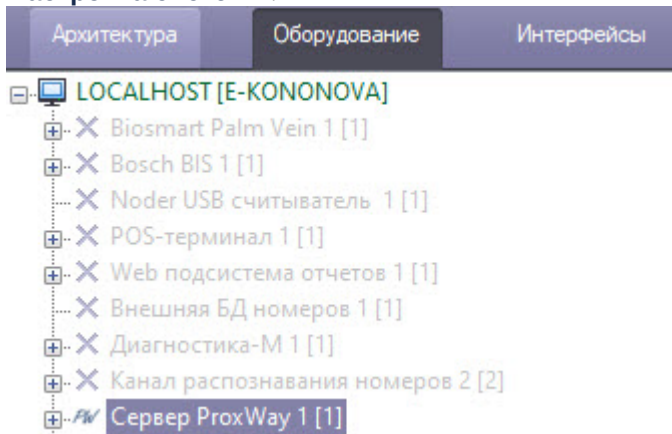 Архитектура Оборудование Интерфейсы
LOCALHOST [E-KONONOVA]
Biosmart Palm Vein 1 [1]
Bosch BIS 1 [1]
Noder USB считыватель 1 [1]
POS-терминал 1 [1]
Web подсистема отчетов 1 [1]
Внешняя БД номеров 1 [1]
Диагностика-М 1 [1]
Канал распознавания номеров 2 [2]
PW Сервер ProxWay 1 [1]